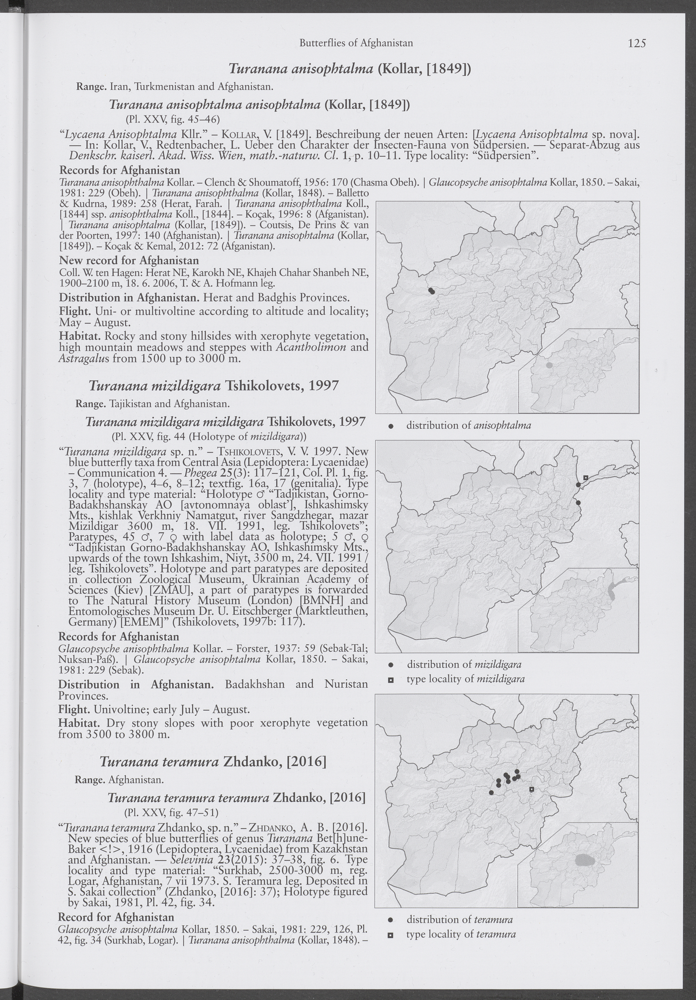 Butterflies of Afghanistan
125
Turanana anisophtalma (Kollar, [1849])
Range. Iran, Turkmenistan and Afghanistan.
Turanana anisophtalma anisophtalma (Kollar, [1849])
(Pl. XXV, fig. 45–46)
“Lycaena Anisophtalma Kllr.” – Kollar, V. [1849]. Beschreibung der neuen Arten: [Lycaena Anisophtalma sp. nova].
— In: Kollar, V., Redtenbacher, L. Ueber den Charakter der Insecten-Fauna von Südpersien. — Separat-Abzug aus
Denkschr. kaiserl. Akad. Wiss. Wien, math.-naturw. Cl. 1, p. 10–11. Type locality: “Südpersien”.
Records for Afghanistan
Turanana anisophthalma Kollar. – Clench & Shoumatoff, 1956: 170 (Chasma Obeh). | Glaucopsyche anisophtalma Kollar, 1850. – Sakai,
1981: 229 (Obeh). | Turanana anisophthalma (Kollar, 1848). – Balletto
& Kudrna, 1989: 258 (Herat, Farah. | Turanana anisophthalma Koll.,
[1844] ssp. anisophthalma Koll., [1844]. – Koçak, 1996: 8 (Afganistan).
| Turanana anisophtalma (Kollar, [1849]). – Coutsis, De Prins & van
der Poorten, 1997: 140 (Afghanistan). | Turanana anisophtalma (Kollar,
[1849]). – Koçak & Kemal, 2012: 72 (Afganistan).
New record for Afghanistan
Coll. W. ten Hagen: Herat NE, Karokh NE, Khajeh Chahar Shanbeh NE,
1900–2100 m, 18. 6. 2006, T. & A. Hofmann leg.
Distribution in Afghanistan. Herat and Badghis Provinces.
Flight. Uni- or multivoltine according to altitude and locality;
May – August.
Habitat. Rocky and stony hillsides with xerophyte vegetation,
high mountain meadows and steppes with Acantholimon and
Astragalus from 1500 up to 3000 m.
distribution of anisophtalma
Turanana mizildigara Tshikolovets, 1997
Range. Tajikistan and Afghanistan.
Turanana mizildigara mizildigara Tshikolovets, 1997
(Pl. XXV, fig. 44 (Holotype of mizildigara))
“Turanana mizildigara sp. n.” – Tshikolovets, V. V. 1997. New
blue butterfly taxa from Central Asia (Lepidoptera: Lycaenidae)
– Communication 4. — Phegea 25(3): 117–121, Col. Pl. 1, fig.
3, 7 (holotype), 4–6, 8–12; textfig. 16a, 17 (genitalia). Type
locality and type material: “Holotype ♂ “Tadjikistan, Gorno-
Badakhshanskay AO [avtonomnaya oblast’], Ishkashimsky
Mts., kishlak Verkhniy Namatgut, river Sangdzhegar, mazar
Mizildigar 3600 m, 18. VII. 1991, leg. Tshikolovets”;
Paratypes, 45 ♂, 7 ♀ with label data as holotype; 5 ♂, ♀
“Tadjikistan Gorno-Badakhshanskay AO, Ishkashimsky Mts.,
upwards of the town Ishkashim, Niyt, 3500 m, 24. VII. 1991 /
leg. Tshikolovets”. Holotype and part paratypes are deposited
in collection Zoological Museum, Ukrainian Academy of
Sciences (Kiev) [ZMAU], a part of paratypes is forwarded
to The Natural History Museum (London) [BMNH] and
Entomologisches Museum Dr. U. Eitschberger (Marktleuthen,
Germany) [EMEM]” (Tshikolovets, 1997b: 117).
Records for Afghanistan
Glaucopsyche anisophthalma Kollar. – Forster, 1937: 59 (Sebak-Tal;
Nuksan-Paß). | Glaucopsyche anisophtalma Kollar, 1850. – Sakai,
1981: 229 (Sebak).
Distribution in Afghanistan. Badakhshan and Nuristan
Provinces.
Flight. Univoltine; early July – August.
Habitat. Dry stony slopes with poor xerophyte vegetation
from 3500 to 3800 m.
distribution of mizildigara
type locality of mizildigara
Turanana teramura Zhdanko, [2016]
Range. Afghanistan.
Turanana teramura teramura Zhdanko, [2016]
(Pl. XXV, fig. 47–51)
“Turanana teramura Zhdanko, sp. n.” – Zhdanko, A. B. [2016].
New species of blue butterflies of genus Turanana Bet[h]une-
Baker <!>, 1916 (Lepidoptera, Lycaenidae) from Kazakhstan
and Afghanistan. — Selevinia 23(2015): 37–38, fig. 6. Type
locality and type material: “Surkhab, 2500-3000 m, reg.
Logar, Afghanistan, 7 vii 1973. S. Teramura leg. Deposited in
S. Sakai collection” (Zhdanko, [2016]: 37); Holotype figured
by Sakai, 1981, Pl. 42, fig. 34.
Record for Afghanistan
Glaucopsyche anisophtalma Kollar, 1850. – Sakai, 1981: 229, 126, Pl.
42, fig. 34 (Surkhab, Logar). | Turanana anisophthalma (Kollar, 1848). –
distribution of teramura
type locality of teramura